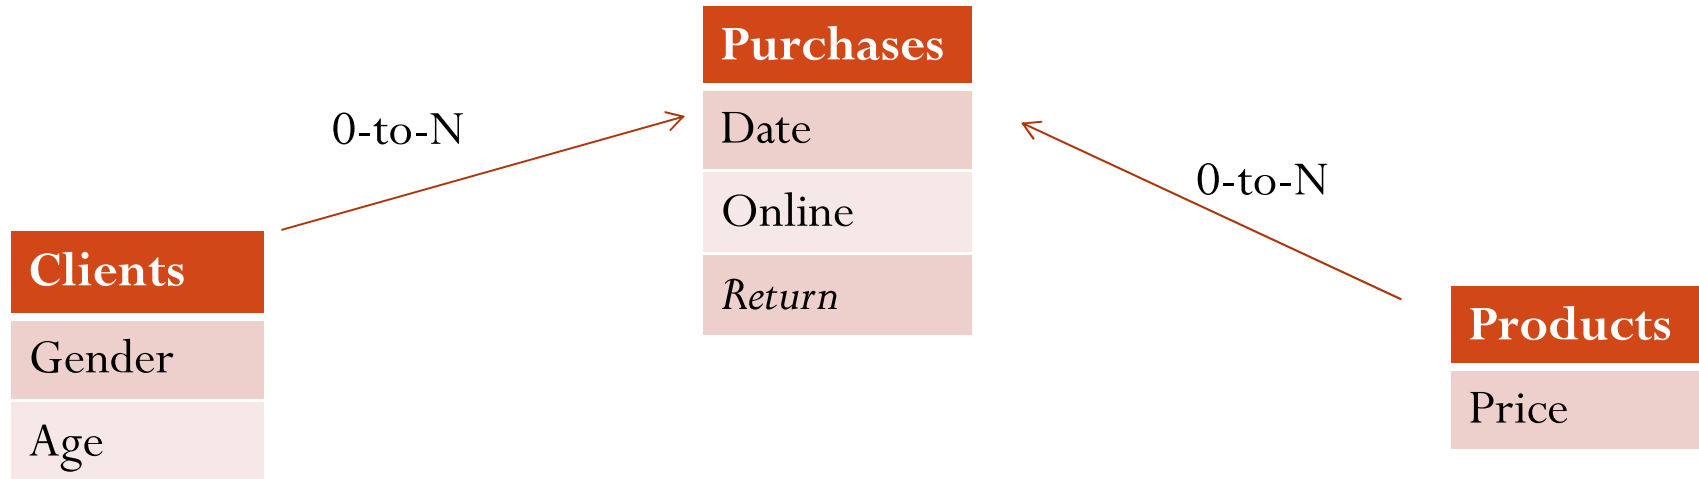 Purchases
Date
Online
Return
0-to-N
0-to-N
Clients
Gender
Age
Products
Price